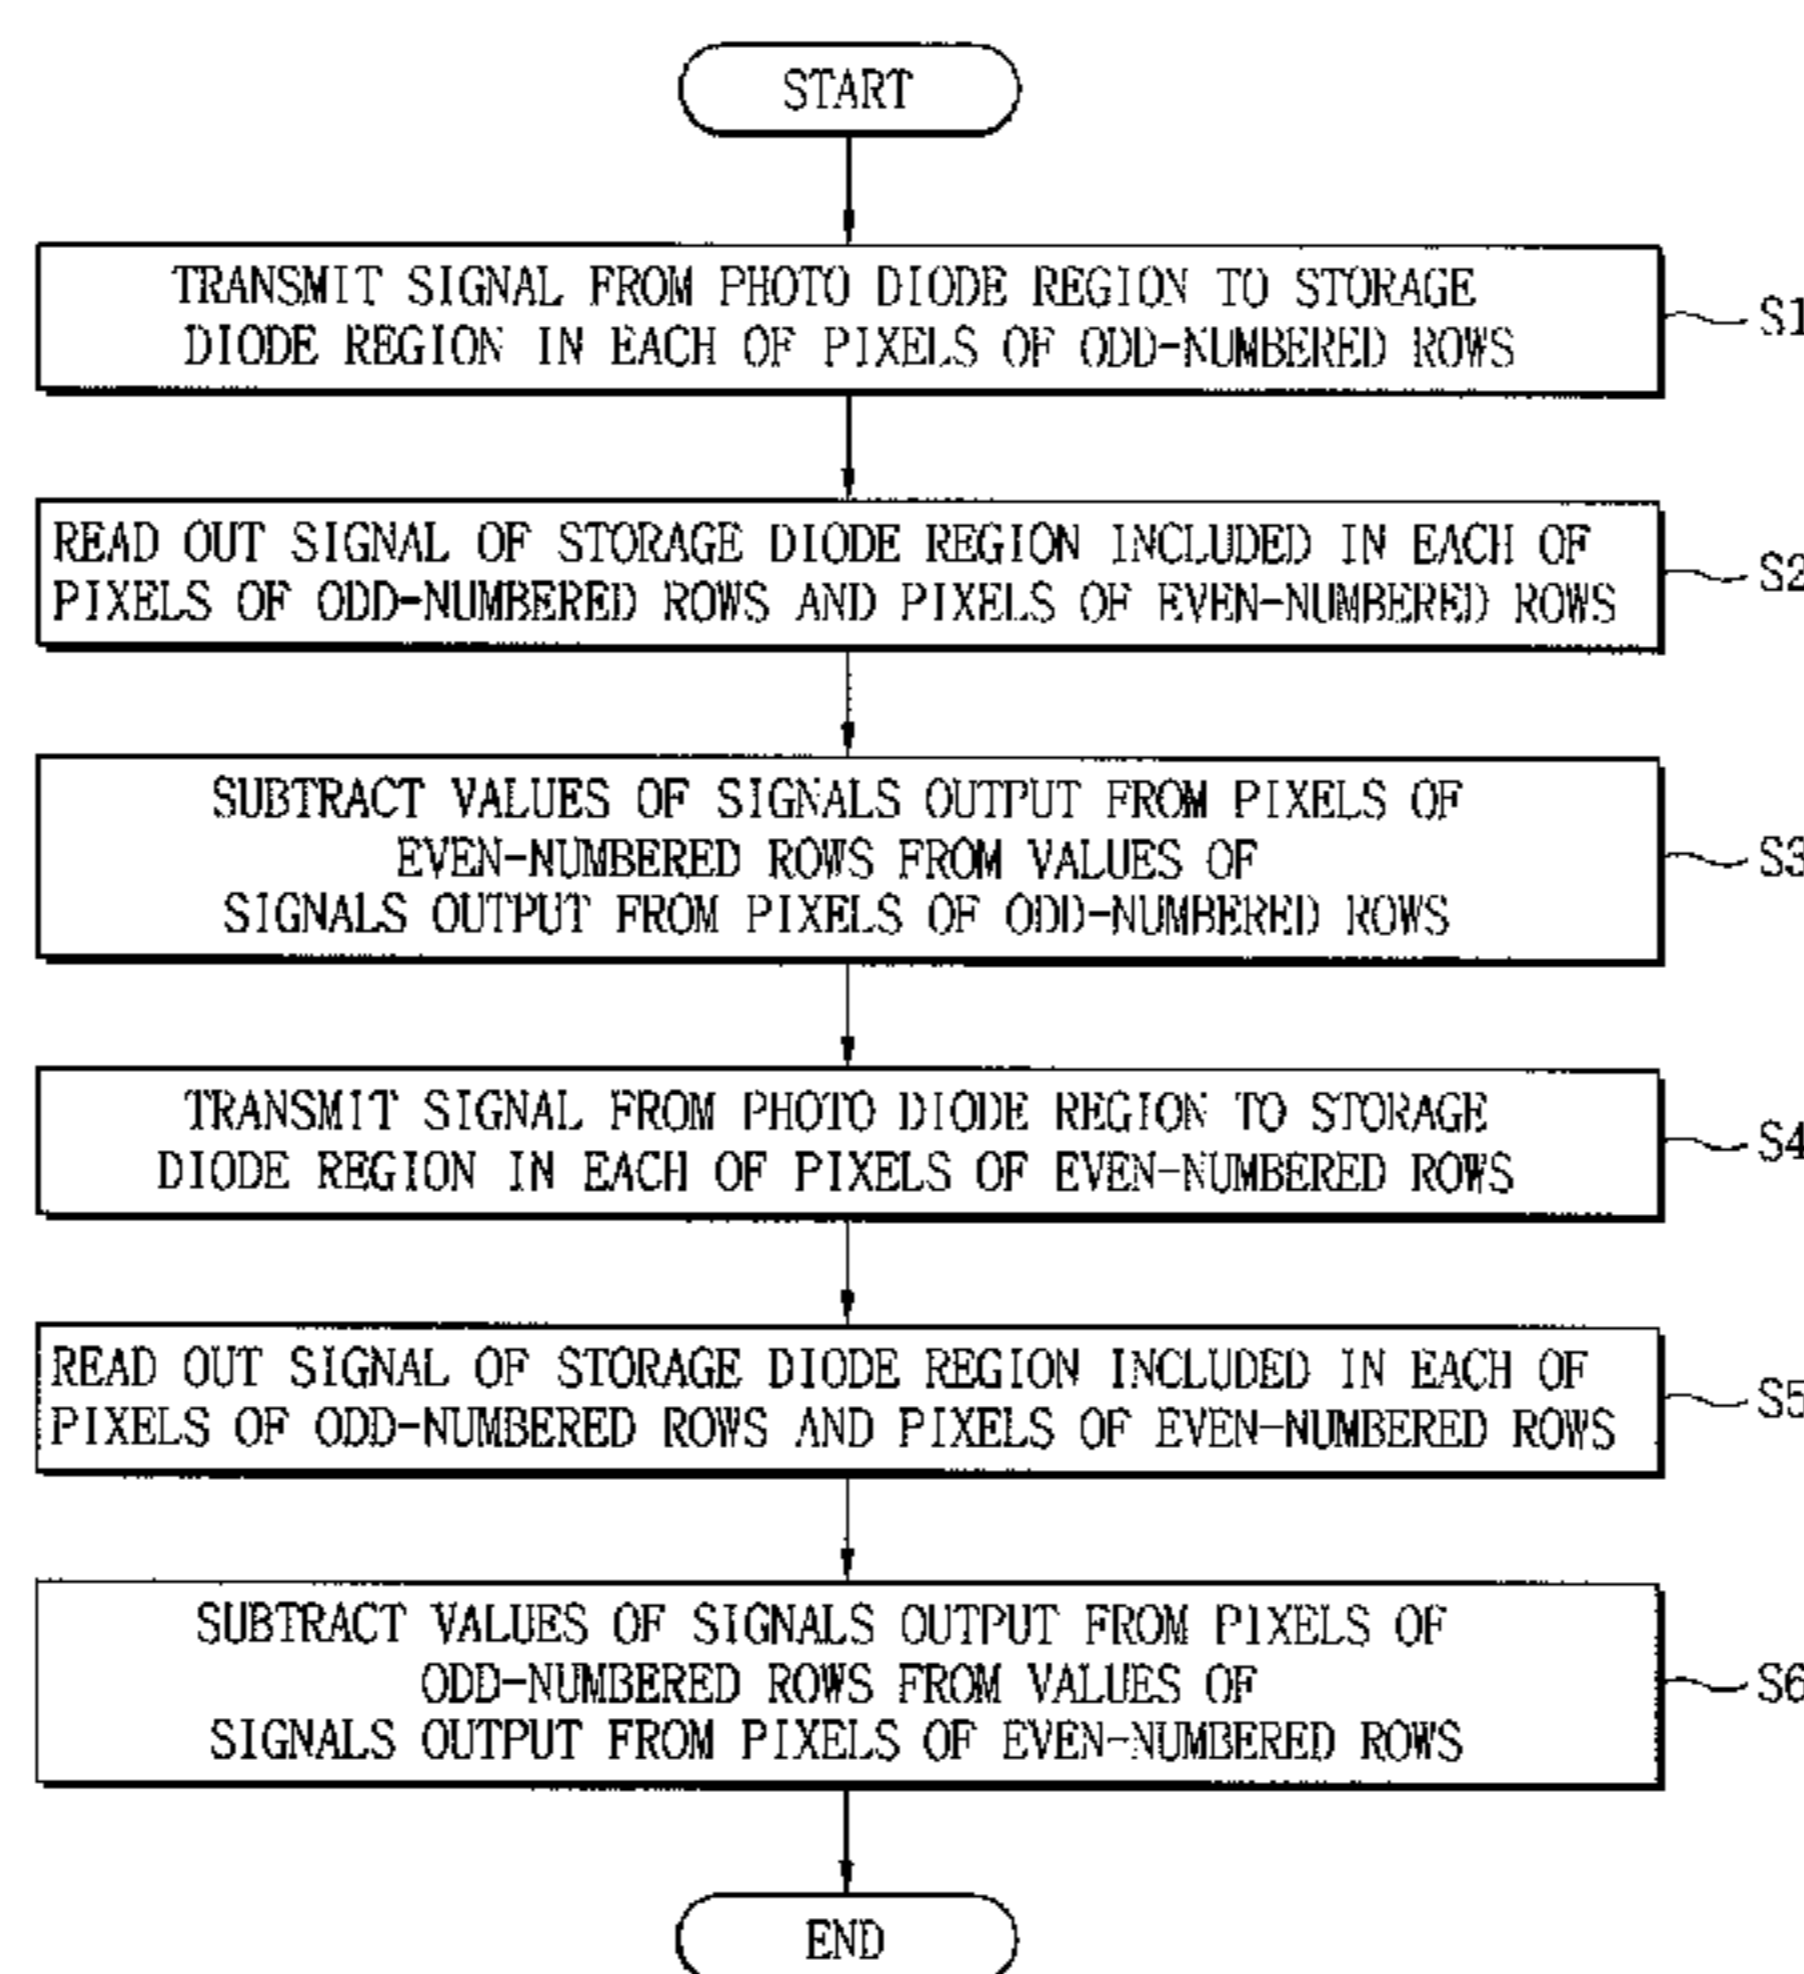 START
TRANSMIT SIGNAL FROM PHOTO DIODE REGION TO STORAGE
DIODE REGION IN EACH OF PIXELS OF ODD-NUMBERED ROWS
S1
READ OUT SIGNAL OF STORAGE DIODE REGION INCLUDED IN EACH OF
PIXELS OF ODD-NUMBERED ROWS AND PIXELS OF EVEN-NUMBERED ROWS
S2
SUBTRACT VALUES OF SIGNALS OUTPUT FROM PIXELS OF
EVEN-NUMBERED ROWS FROM VALUES OF
SIGNALS OUTPUT FROM PIXELS OF ODD-NUMBERED ROWS
S3
TRANSMIT SIGNAL FROM PHOTO DIODE REGION TO STORAGE
DIODE REGION IN EACH OF PIXELS OF EVEN-NUMBERED ROWS
S4
READ OUT SIGNAL OF STORAGE DIODE REGION INCLUDED IN EACH OF
PIXELS OF ODD-NUMBERED ROWS AND PIXELS OF EVEN-NUMBERED ROWS
S5
SUBTRACT VALUES OF SIGNALS OUTPUT FROM PIXELS OF
ODD-NUMBERED ROWS FROM VALUES OF
SIGNALS OUTPUT FROM PIXELS OF EVEN-NUMBERED ROWS
S6
END